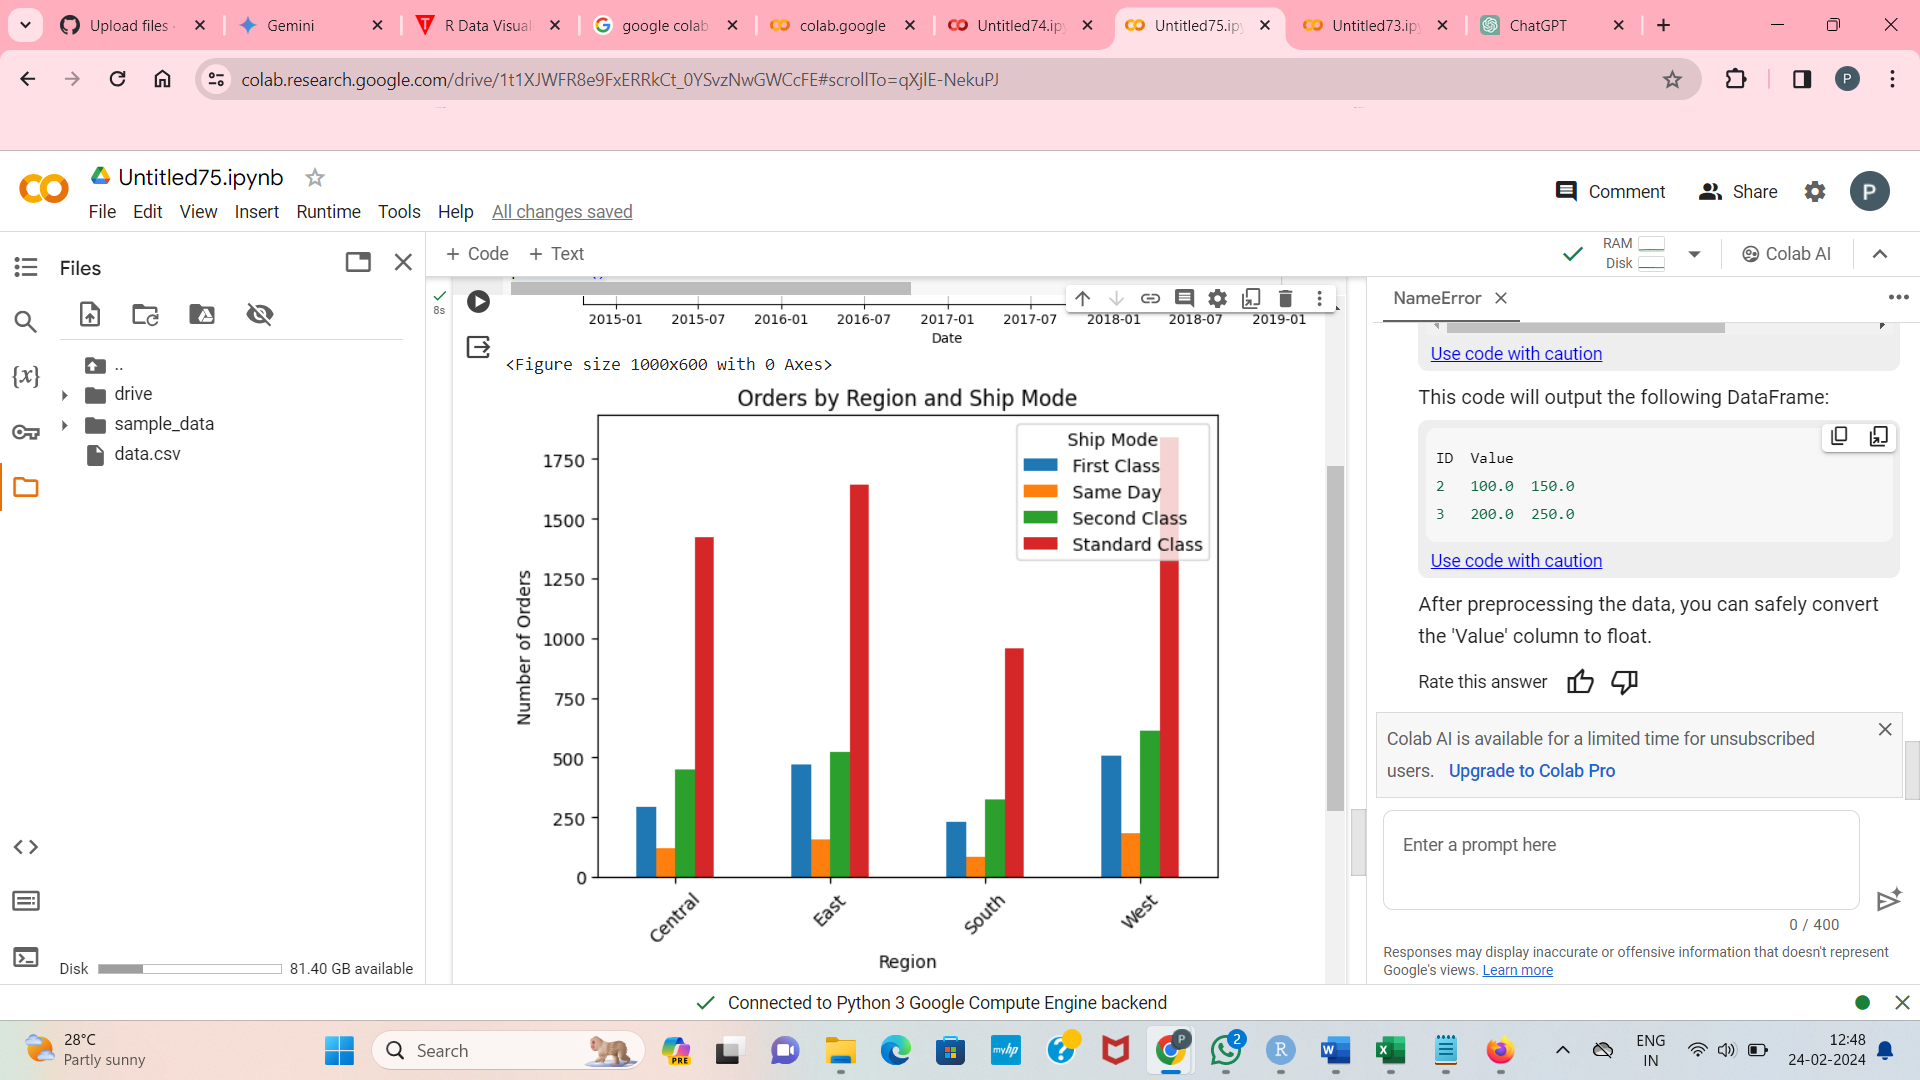 Upload files
Gemini
R Data Visual
google colab
colab.google
Untitled74.ip
Untitled75.ip
Untitled73.ip
ChatGPT
colab.research.google.com/drive/1t1XJWFR8e9FxERRkCt_0YSvzNwGWCcFE#scrollTo=qXjlE-NekuPJ
P
Untitled75.ipynb
File Edit View Insert Runtime Tools Help All changes saved
Comment Share P
Files
+ Code + Text
RAM
Disk
Colab AI
..
drive
sample_data
data.csv
Disk 81.40 GB available
8s
2015-01 2015-07 2016-01 2016-07 2017-01 2017-07 2018-01 2018-07 2019-01
Date
<Figure size 1000x600 with 0 Axes>
Orders by Region and Ship Mode
Ship Mode
First Class
Same Day
Second Class
Standard Class
1750
1500
1250
1000
750
500
250
0
Number of Orders
Central East South West
Region
NameError
Use code with caution
This code will output the following DataFrame:
ID Value
2 100.0 150.0
3 200.0 250.0
Use code with caution
After preprocessing the data, you can safely convert
the 'Value' column to float.
Rate this answer
Colab AI is available for a limited time for unsubscribed
users. Upgrade to Colab Pro
Enter a prompt here
0 / 400
Responses may display inaccurate or offensive information that doesn't represent
Google's views. Learn more
Connected to Python 3 Google Compute Engine backend
28°C
Partly sunny
Search
PRE
myhp
P
2
R
W
X
ENG
IN
12:48
24-02-2024